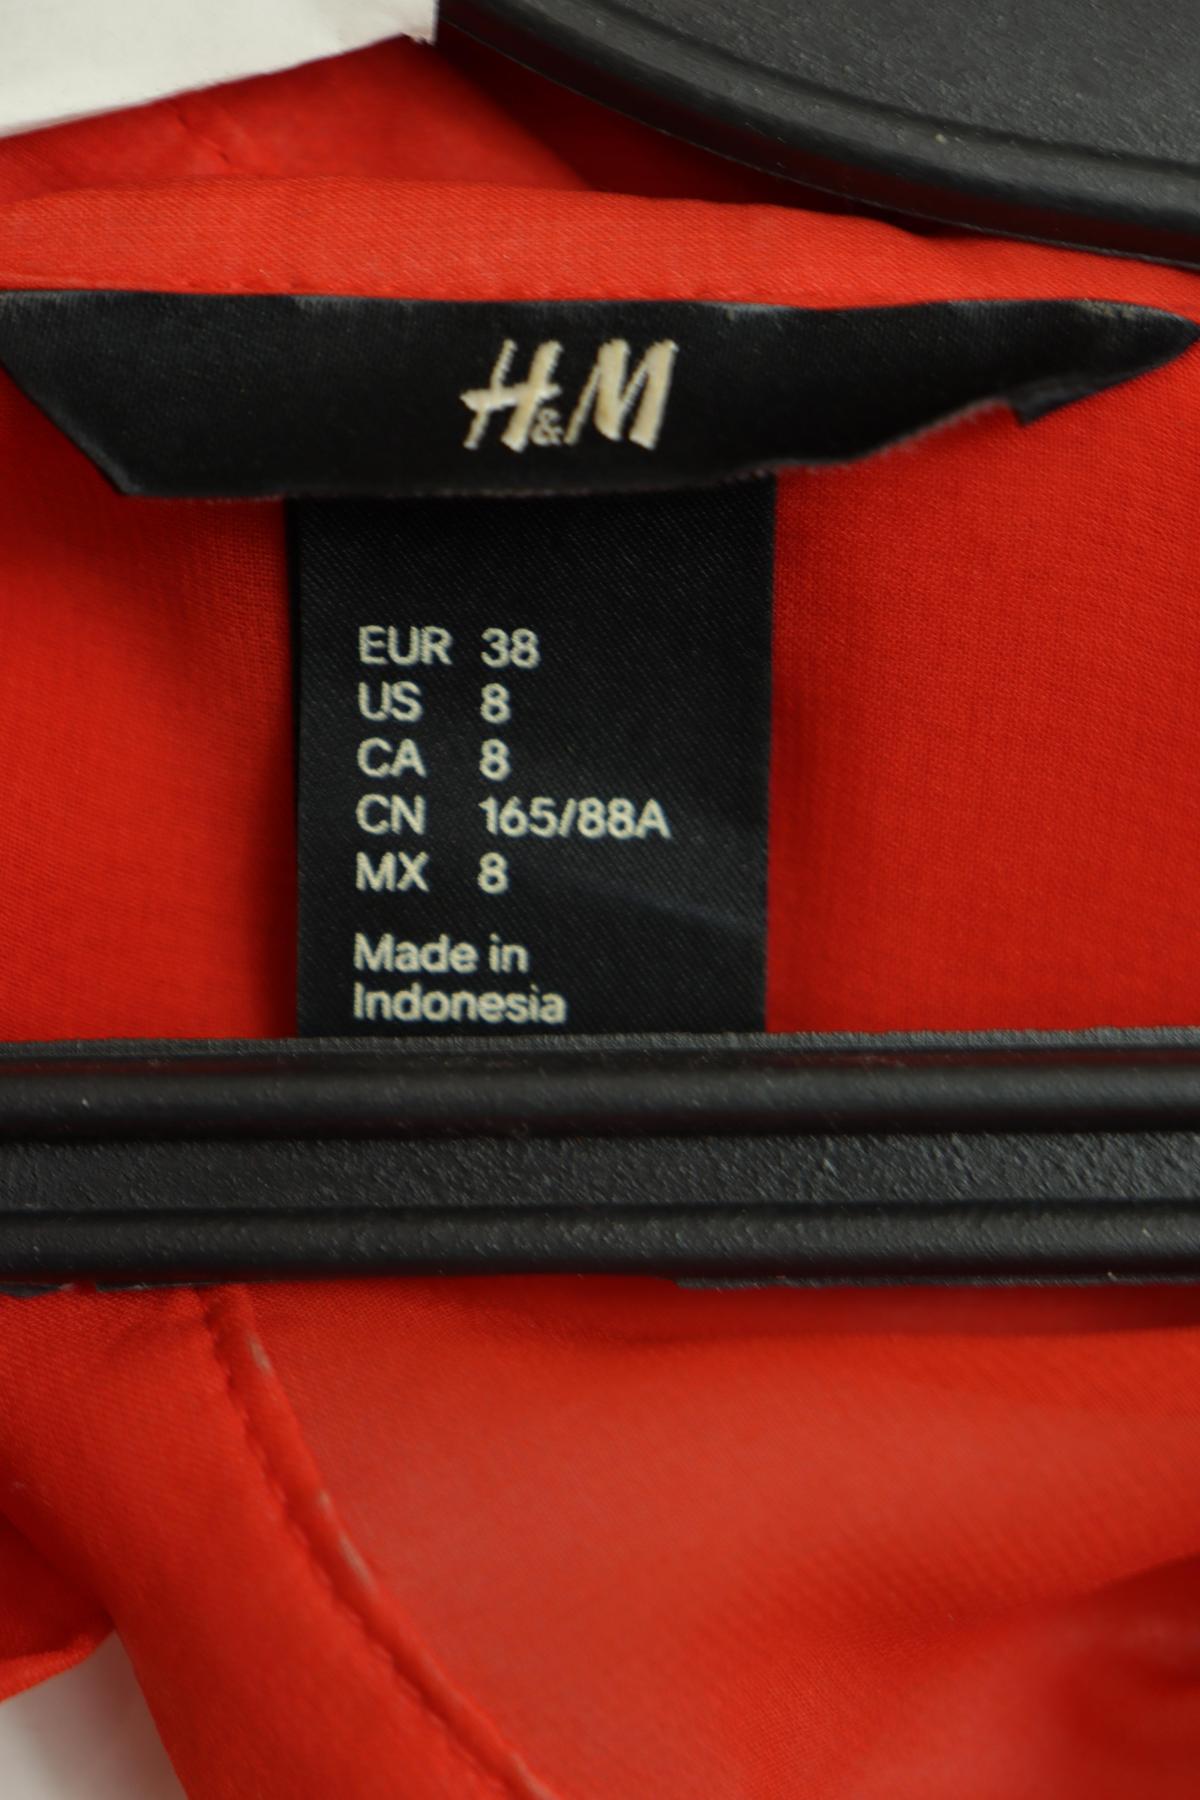 H&M
EUR 38
US 8
CA 8
CN 165/88A
MX 8
Made in
Indonesia